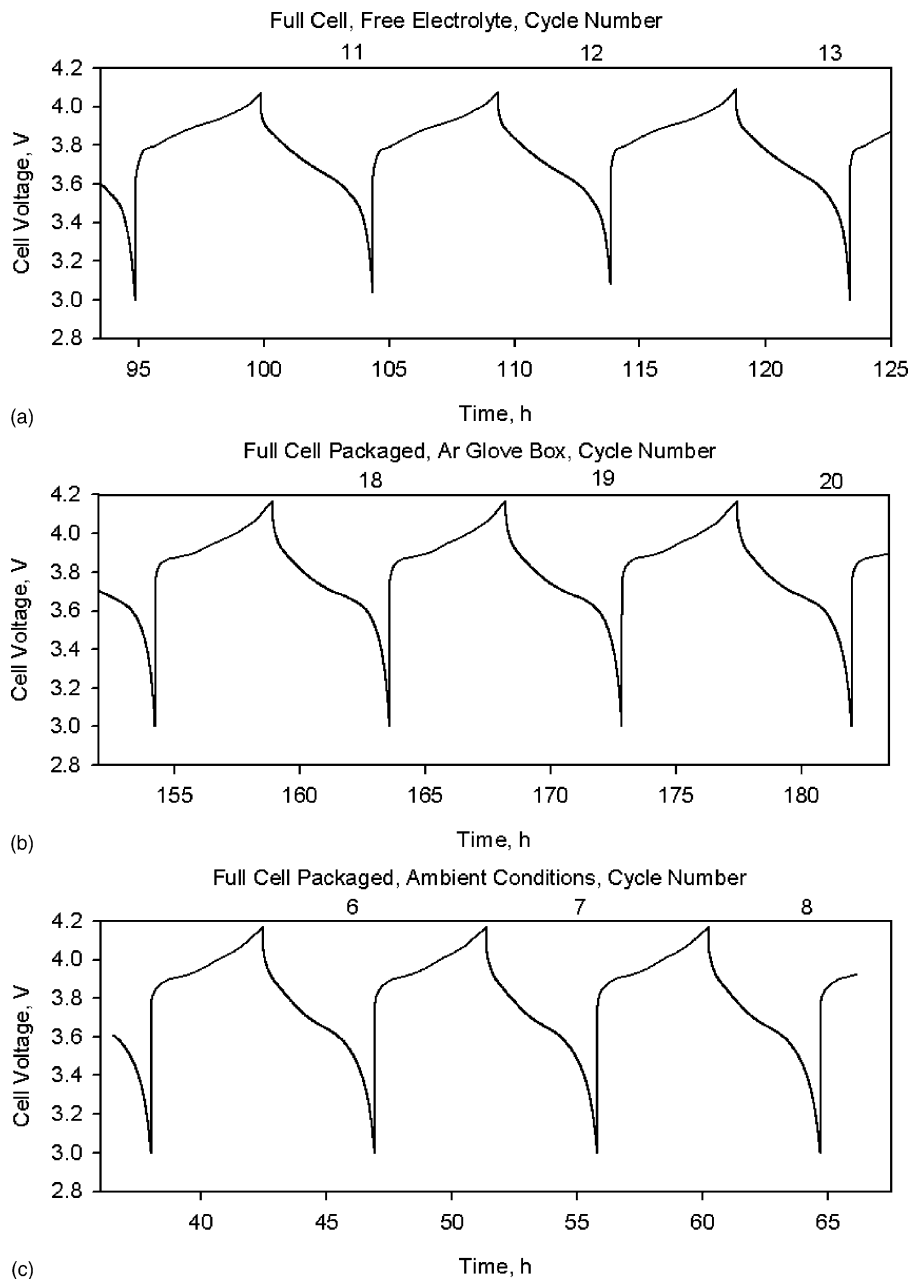 Full Cell, Free Electrolyte, Cycle Number
11 12 13
4.2
4.0
3.8
3.6
3.4
3.2
3.0
2.8
Cell Voltage, V
95 100 105 110 115 120 125
Time, h
(a)
Full Cell Packaged, Ar Glove Box, Cycle Number
18 19 20
4.2
4.0
3.8
3.6
3.4
3.2
3.0
2.8
Cell Voltage, V
155 160 165 170 175 180
Time, h
(b)
Full Cell Packaged, Ambient Conditions, Cycle Number
6 7 8
4.2
4.0
3.8
3.6
3.4
3.2
3.0
2.8
Cell Voltage, V
40 45 50 55 60 65
Time, h
(c)